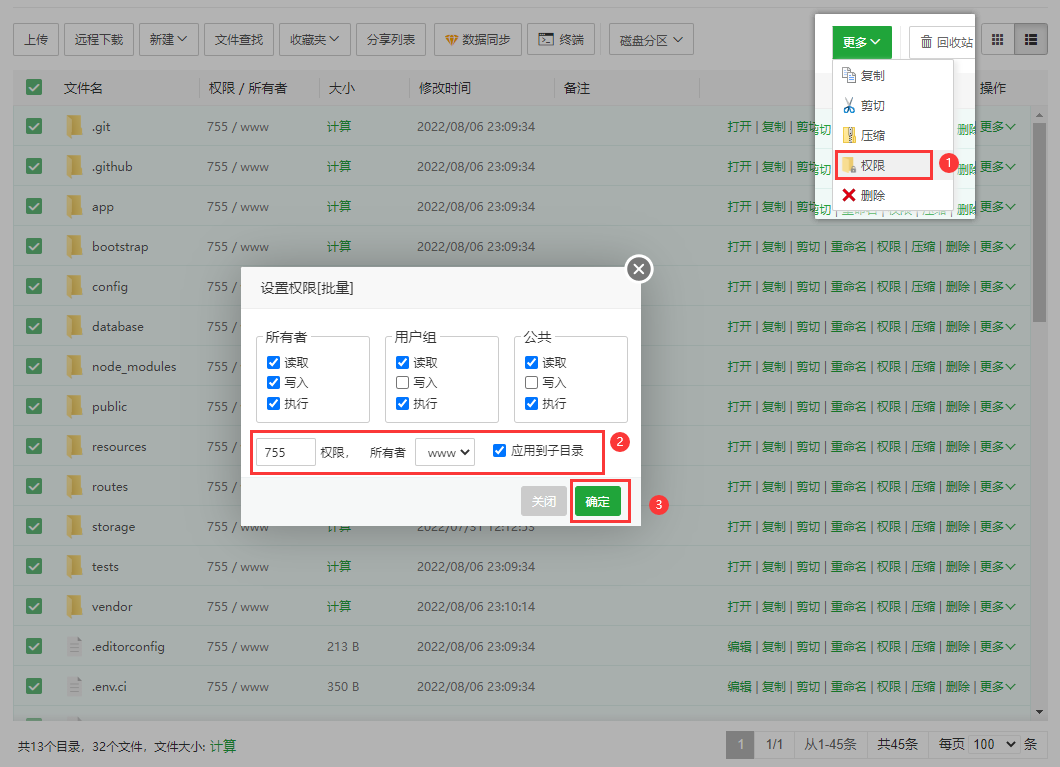 上传 远程下载 新建 文件查找 收藏夹 分享列表 数据同步 终端 磁盘分区 更多 回收站
复制
剪切
压缩
权限 1
删除
文件名 权限 / 所有者 大小 修改时间 备注 操作
.git 755 / www 计算 2022/08/06 23:09:34 打开 | 复制 | 剪切 删除 更多
.github 755 / www 计算 2022/08/06 23:09:34 打开 | 复制 | 剪切 删除 更多
app 755 / www 计算 2022/08/06 23:09:34 打开 | 复制 | 剪切 | 重命名 | 权限 | 压缩 | 删除 更多
bootstrap 755 / www 计算 2022/08/06 23:09:34 打开 | 复制 | 剪切 | 重命名 | 权限 | 压缩 | 删除 | 更多
config 755 / 打开 | 复制 | 剪切 | 重命名 | 权限 | 压缩 | 删除 | 更多
database 755 / 打开 | 复制 | 剪切 | 重命名 | 权限 | 压缩 | 删除 | 更多
node_modules 755 / 打开 | 复制 | 剪切 | 重命名 | 权限 | 压缩 | 删除 | 更多
public 755 / 打开 | 复制 | 剪切 | 重命名 | 权限 | 压缩 | 删除 | 更多
resources 755 / 打开 | 复制 | 剪切 | 重命名 | 权限 | 压缩 | 删除 | 更多
routes 755 / 打开 | 复制 | 剪切 | 重命名 | 权限 | 压缩 | 删除 | 更多
storage 755 / www 计算 2022/07/31 12:12:53 打开 | 复制 | 剪切 | 重命名 | 权限 | 压缩 | 删除 | 更多
tests 755 / www 计算 2022/08/06 23:09:34 打开 | 复制 | 剪切 | 重命名 | 权限 | 压缩 | 删除 | 更多
vendor 755 / www 计算 2022/08/06 23:10:14 打开 | 复制 | 剪切 | 重命名 | 权限 | 压缩 | 删除 | 更多
.editorconfig 755 / www 213 B 2022/08/06 23:09:34 编辑 | 复制 | 剪切 | 重命名 | 权限 | 压缩 | 删除 | 更多
.env.ci 755 / www 350 B 2022/08/06 23:09:34 编辑 | 复制 | 剪切 | 重命名 | 权限 | 压缩 | 删除 | 更多
设置权限[批量]
所有者 用户组 公共
读取 读取 读取
写入 写入 写入
执行 执行 执行
755 权限， 所有者 www 应用到子目录 2
关闭 确定 3
共13个目录，32个文件，文件大小: 计算 1 1/1 从1-45条 共45条 每页 100 条